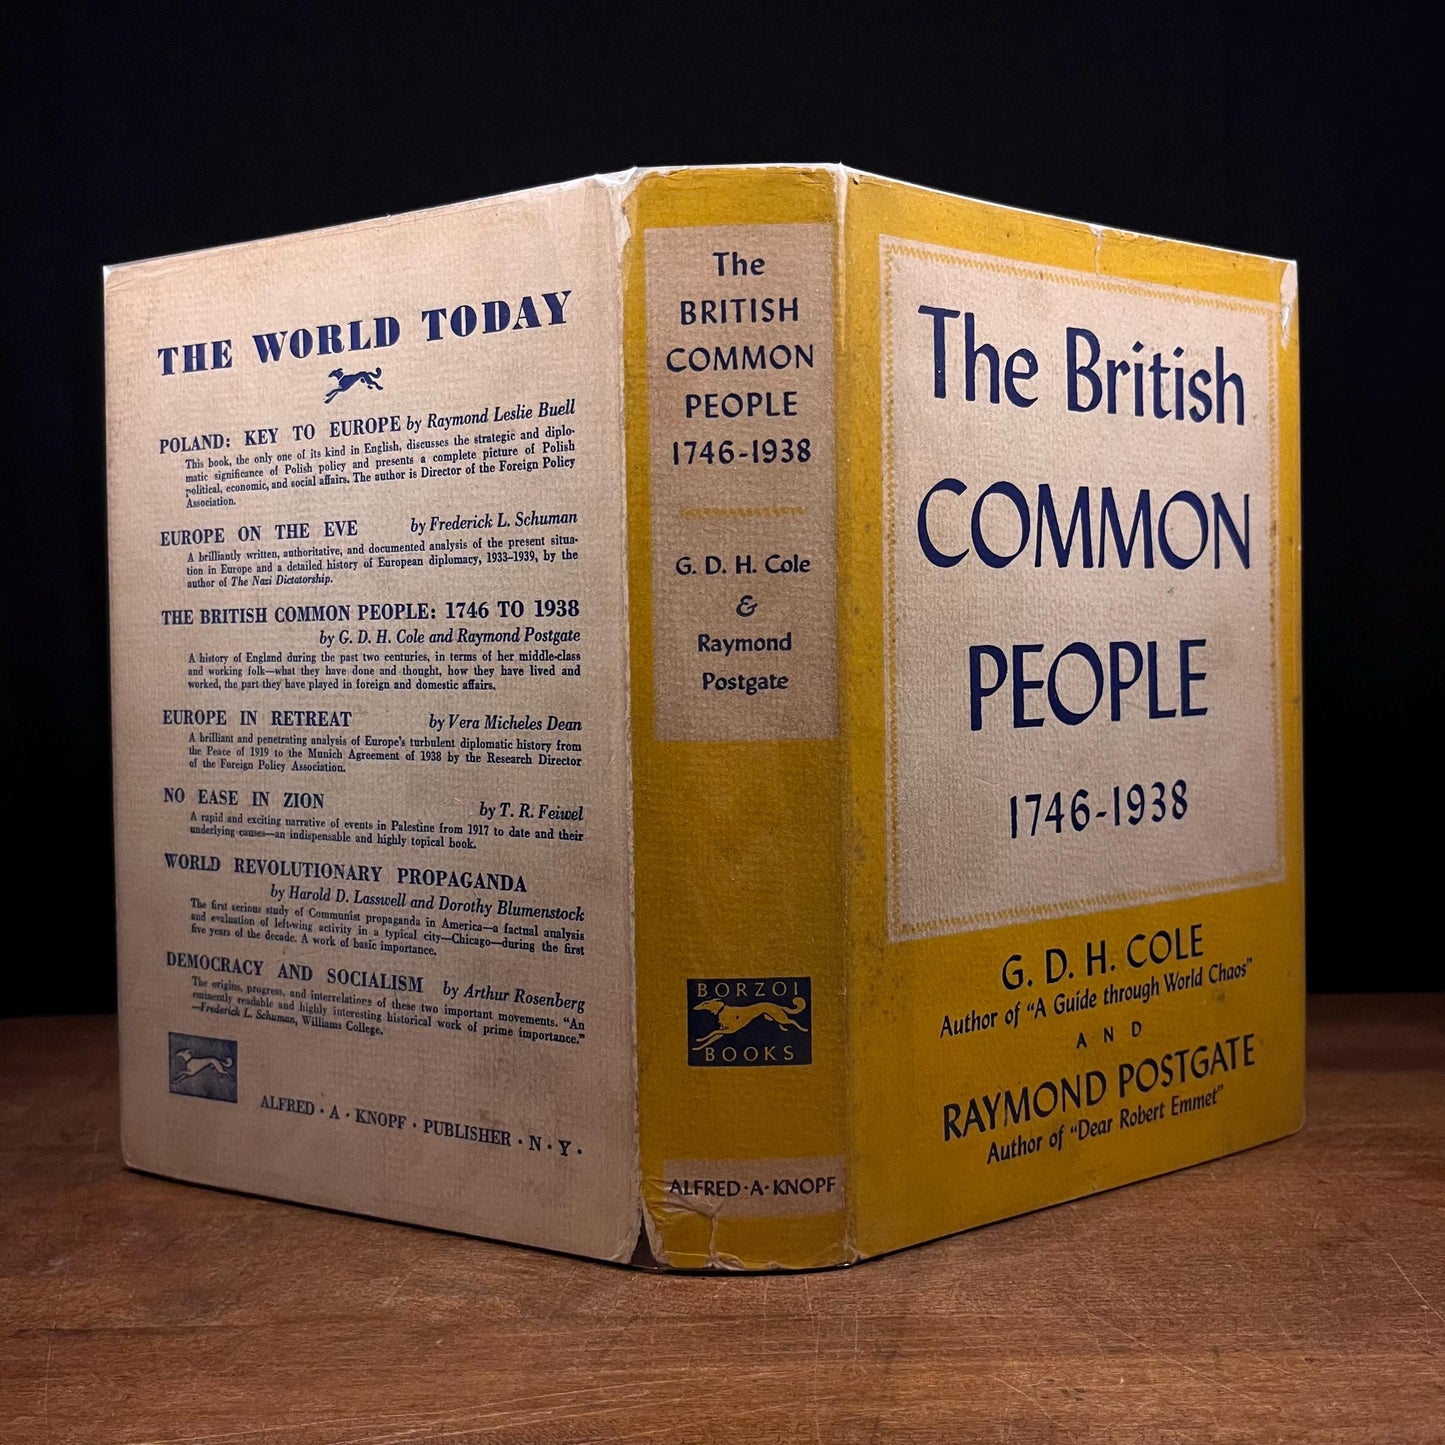 THE WORLD TODAY
POLAND: KEY TO EUROPE by Raymond Leslie Buell
This book, the only one of its kind in English, discusses the strategic and diplo-
matic significance of Polish policy and presents a complete picture of Polish
political, economic, and social affairs. The author is Director of the Foreign Policy
Association.
EUROPE ON THE EVE by Frederick L. Schuman
A brilliantly written, authoritative, and documented analysis of the present situa-
tion in Europe and a detailed history of European diplomacy, 1933-1939, by the
author of The Nazi Dictatorship.
THE BRITISH COMMON PEOPLE: 1746 TO 1938
by G. D. H. Cole and Raymond Postgate
A history of England during the past two centuries, in terms of her middle-class
and working folk—what they have done and thought, how they have lived and
worked, the part they have played in foreign and domestic affairs.
EUROPE IN RETREAT by Vera Micheles Dean
A brilliant and penetrating analysis of Europe's turbulent diplomatic history from
the Peace of 1919 to the Munich Agreement of 1938 by the Research Director
of the Foreign Policy Association.
NO EASE IN ZION by T. R. Feiwel
A rapid and exciting narrative of events in Palestine from 1917 to date and their
underlying causes—an indispensable and highly topical book.
WORLD REVOLUTIONARY PROPAGANDA
by Harold D. Lasswell and Dorothy Blumenstock
The first serious study of Communist propaganda in America—a factual analysis
and evaluation of left-wing activity in a typical city—Chicago—during the first
five years of the decade. A work of basic importance.
DEMOCRACY AND SOCIALISM by Arthur Rosenberg
The origins, progress, and interrelations of these two important movements. "An
eminently readable and highly interesting historical work of prime importance."
—Frederick L. Schuman, Williams College.
ALFRED · A · KNOPF · PUBLISHER · N · Y ·
The
BRITISH
COMMON
PEOPLE
1746-1938
G. D. H. Cole
&
Raymond
Postgate
BORZOI
BOOKS
ALFRED · A · KNOPF
The British
COMMON
PEOPLE
1746-1938
G. D. H. COLE
Author of "A Guide through World Chaos"
AND
RAYMOND POSTGATE
Author of "Dear Robert Emmet"